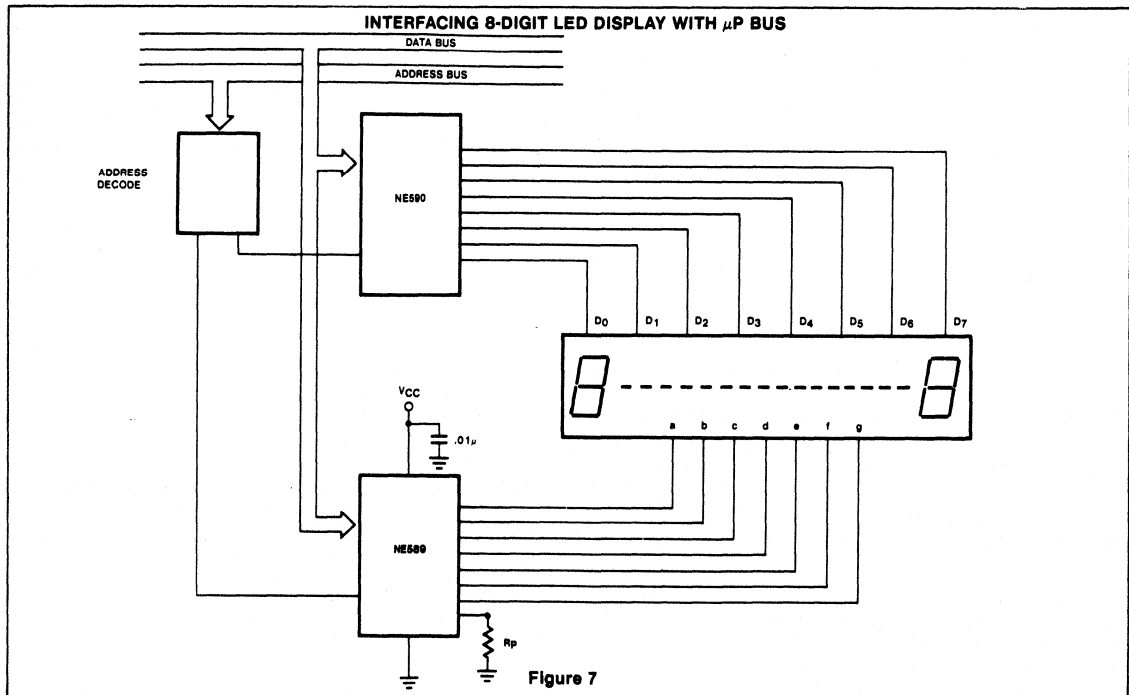 INTERFACING 8-DIGIT LED DISPLAY WITH μP BUS
DATA BUS
ADDRESS BUS
ADDRESS
DECODE
NE590
D0 D1 D2 D3 D4 D5 D6 D7
VCC
.01μ
a b c d e f g
NE589
Rp
Figure 7